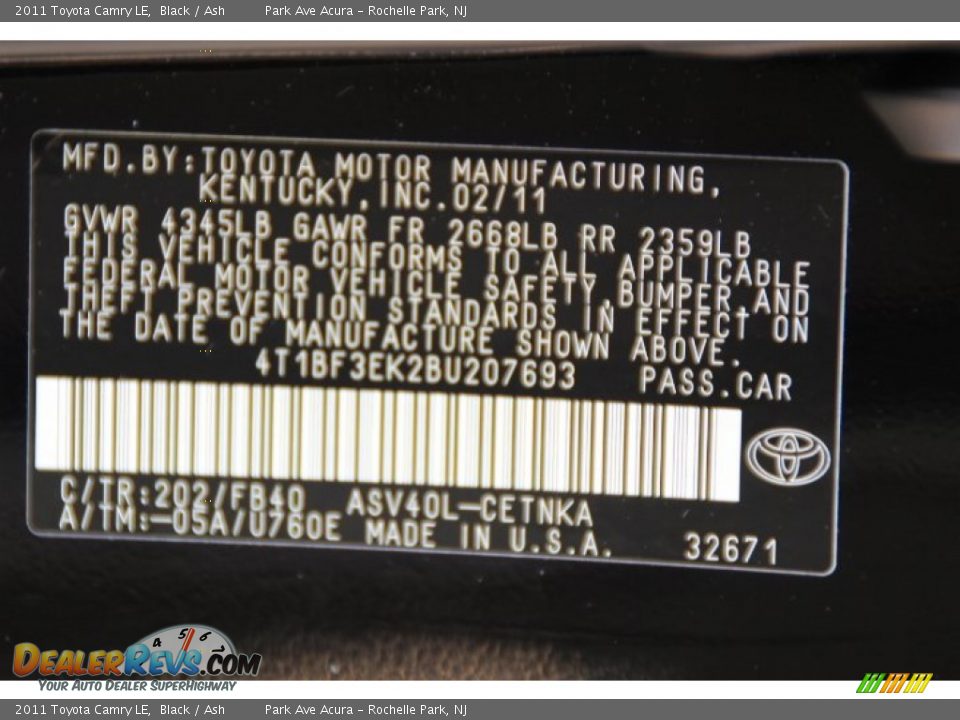 2011 Toyota Camry LE, Black / Ash Park Ave Acura - Rochelle Park, NJ
MFD.BY:TOYOTA MOTOR MANUFACTURING,
KENTUCKY,INC.02/11
GVWR 4345LB GAWR FR 2668LB RR 2359LB
THIS VEHICLE CONFORMS TO ALL APPLICABLE
FEDERAL MOTOR VEHICLE SAFETY,BUMPER AND
THEFT PREVENTION STANDARDS IN EFFECT ON
THE DATE OF MANUFACTURE SHOWN ABOVE.
4T1BF3EK2BU207693 PASS.CAR
C/TR:202/FB40 ASV40L-CETNKA
A/TM:-05A/U760E MADE IN U.S.A.
32671
4 5 6
DEALERREVS.COM
YOUR AUTO DEALER SUPERHIGHWAY
2011 Toyota Camry LE, Black / Ash Park Ave Acura - Rochelle Park, NJ